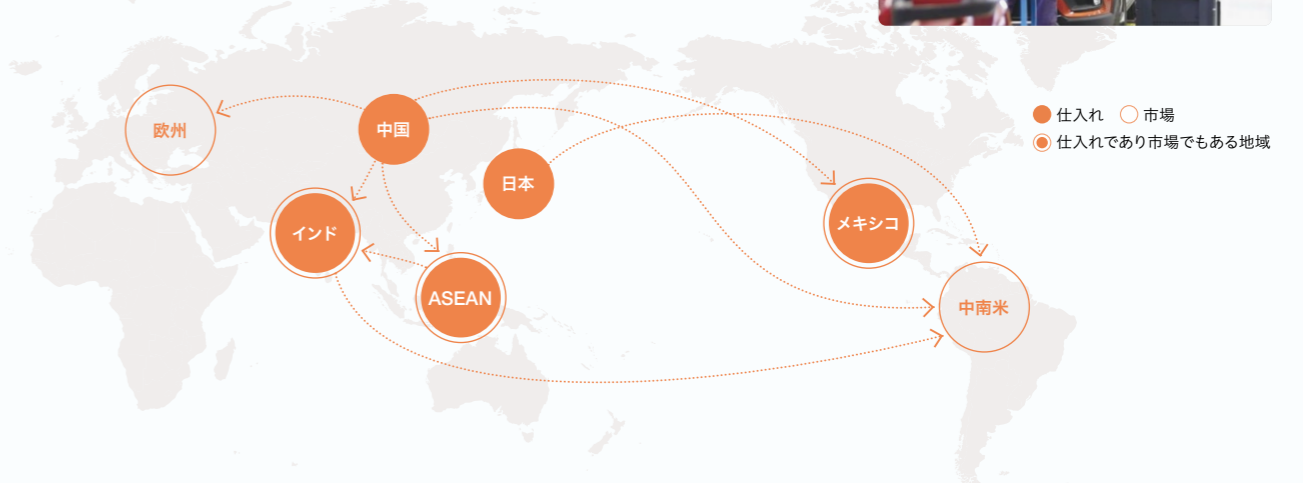 仕入れ 市場
仕入れであり市場でもある地域
欧州
中国
日本
インド
メキシコ
ASEAN
中南米